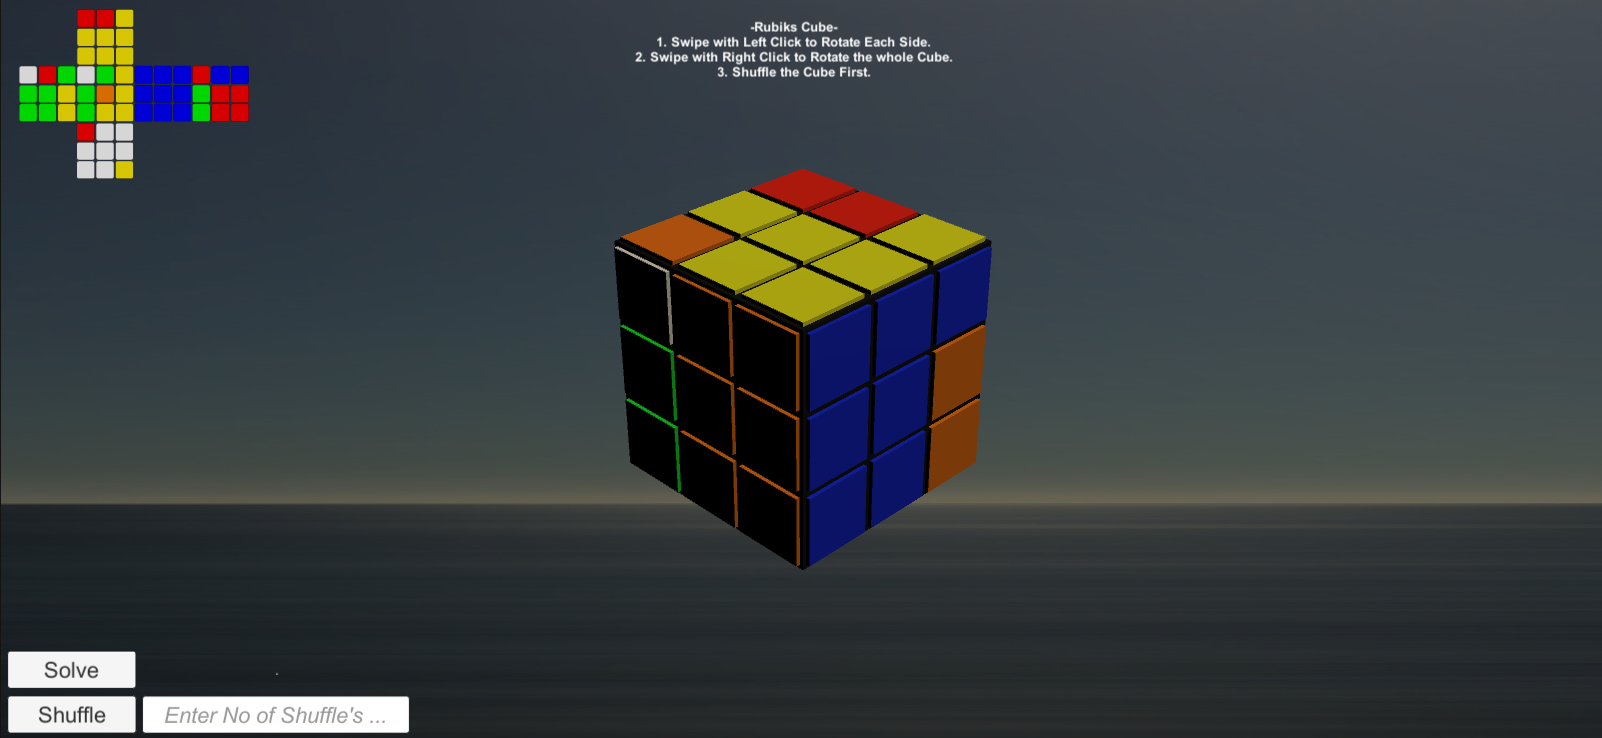 -Rubiks Cube-
1. Swipe with Left Click to Rotate Each Side.
2. Swipe with Right Click to Rotate the whole Cube.
3. Shuffle the Cube First.
Solve
Shuffle
Enter No of Shuffle's ...